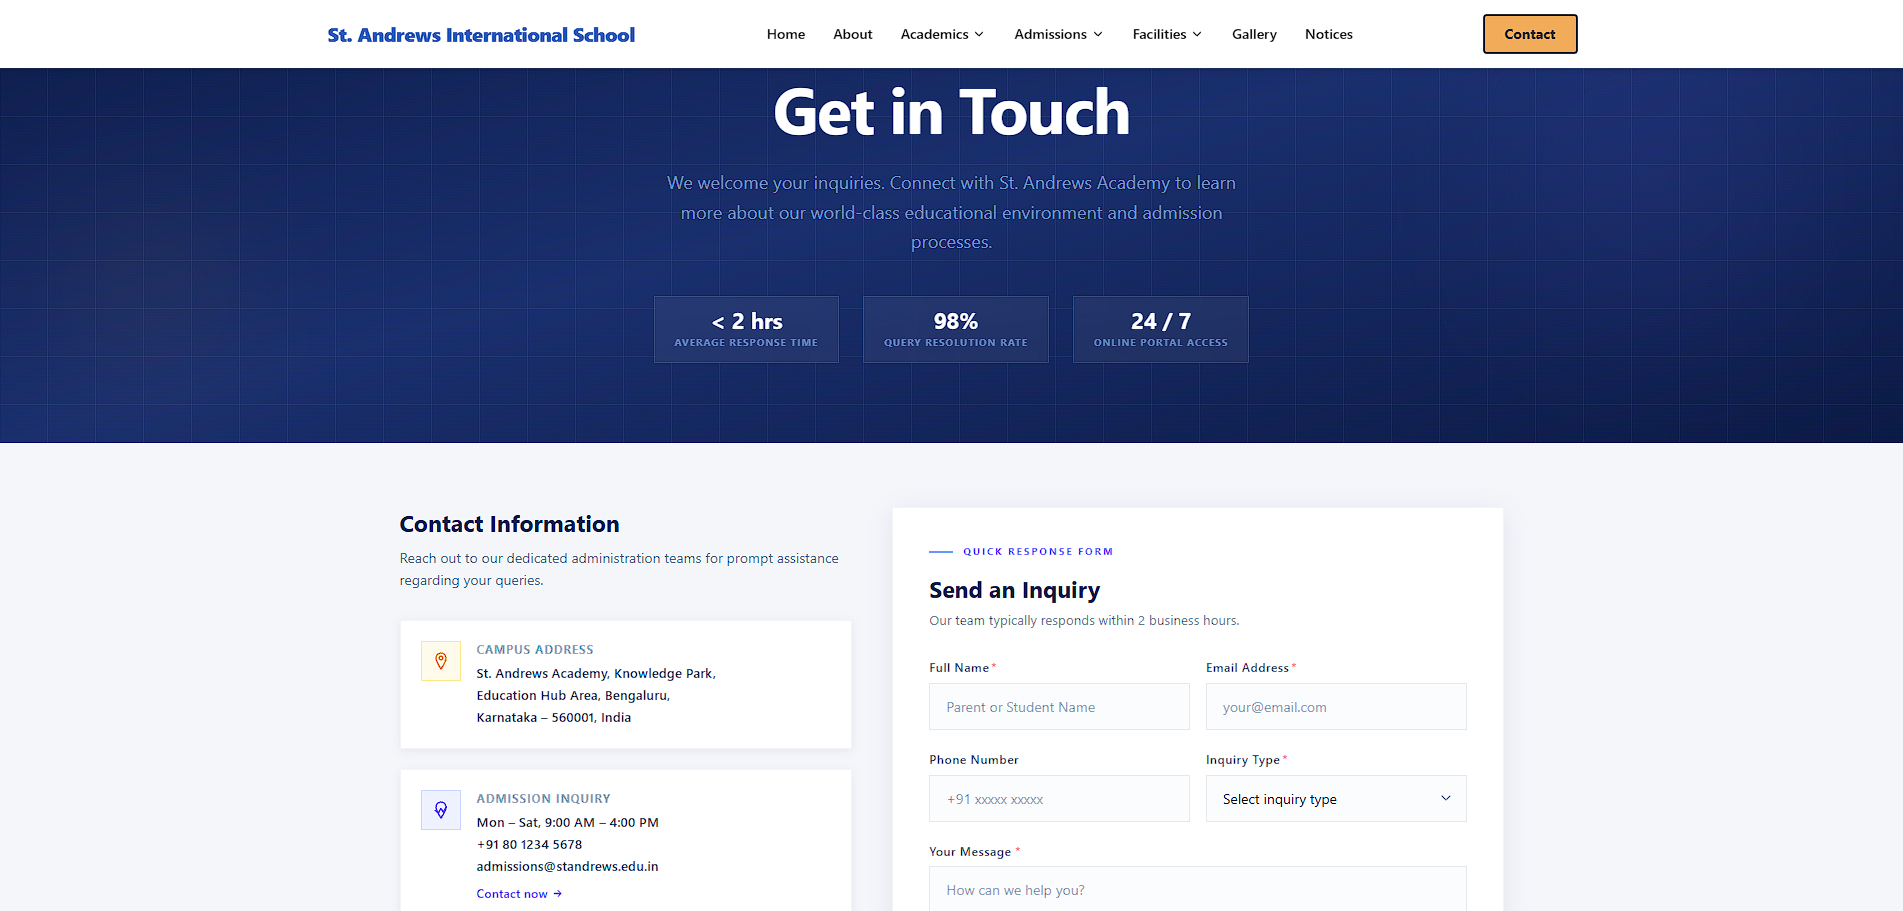 St. Andrews International School
Home
About
Academics
Admissions
Facilities
Gallery
Notices
Contact
Get in Touch
We welcome your inquiries. Connect with St. Andrews Academy to learn
more about our world-class educational environment and admission
processes.
< 2 hrs
AVERAGE RESPONSE TIME
98%
QUERY RESOLUTION RATE
24 / 7
ONLINE PORTAL ACCESS
Contact Information
Reach out to our dedicated administration teams for prompt assistance
regarding your queries.
CAMPUS ADDRESS
St. Andrews Academy, Knowledge Park,
Education Hub Area, Bengaluru,
Karnataka – 560001, India
ADMISSION INQUIRY
Mon – Sat, 9:00 AM – 4:00 PM
+91 80 1234 5678
admissions@standrews.edu.in
Contact now →
QUICK RESPONSE FORM
Send an Inquiry
Our team typically responds within 2 business hours.
Full Name*
Parent or Student Name
Email Address*
your@email.com
Phone Number
+91 xxxxx xxxxx
Inquiry Type*
Select inquiry type
Your Message *
How can we help you?